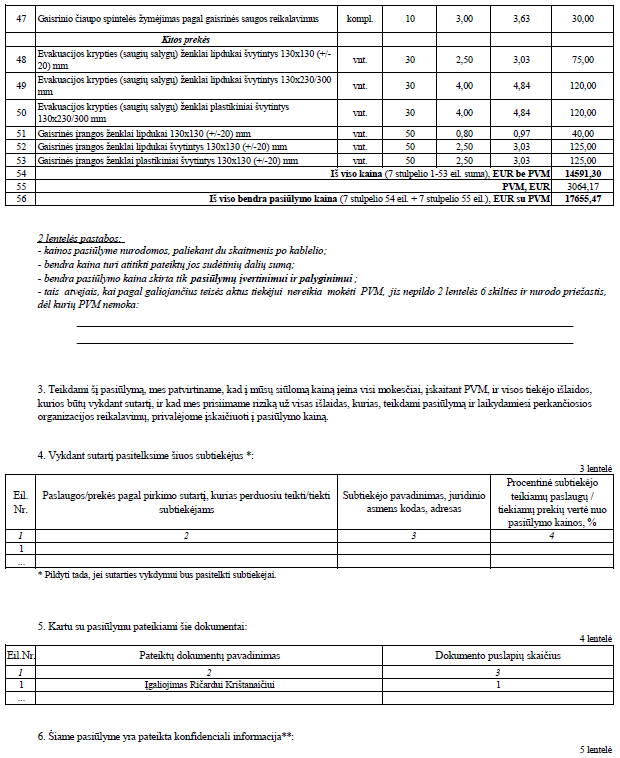 47 Gaisrinio čiaupo spintelės žymėjimas pagal gaisrinės saugos reikalavimus kompl. 10 3,00 3,63 30,00
Kitos prekės
48 Evakuacijos krypties (saugių salygų) ženklai lipdukai švytintys 130x130 (+/-20) mm vnt. 30 2,50 3,03 75,00
49 Evakuacijos krypties (saugių salygų) ženklai lipdukai švytintys 130x230/300 mm vnt. 30 4,00 4,84 120,00
50 Evakuacijos krypties (saugių salygų) ženklai plastikiniai švytintys 130x230/300 mm vnt. 30 4,00 4,84 120,00
51 Gaisrinės įrangos ženklai lipdukai 130x130 (+/-20) mm vnt. 50 0,80 0,97 40,00
52 Gaisrinės įrangos ženklai lipdukai švytintys 130x130 (+/-20) mm vnt. 50 2,50 3,03 125,00
53 Gaisrinės įrangos ženklai plastikiniai švytintys 130x130 (+/-20) mm vnt. 50 2,50 3,03 125,00
54 Iš viso kaina (7 stulpelio 1-53 eil. suma), EUR be PVM 14591,30
55 PVM, EUR 3064,17
56 Iš viso bendra pasiūlymo kaina (7 stulpelio 54 eil. + 7 stulpelio 55 eil.), EUR su PVM 17655,47
2 lentelės pastabos:
- kainos pasiūlyme nurodomos, paliekant du skaitmenis po kablelio;
- bendra kaina turi atitikti pateiktų jos sudėtinių dalių sumą;
- bendra pasiūlymo kaina skirta tik pasiūlymų įvertinimui ir palyginimui ;
- tais atvejais, kai pagal galiojančius teisės aktus tiekėjui nereikia mokėti PVM, jis nepildo 2 lentelės 6 skilties ir nurodo priežastis,
dėl kurių PVM nemoka:
3. Teikdami šį pasiūlymą, mes patvirtiname, kad į mūsų siūlomą kainą įeina visi mokesčiai, įskaitant PVM, ir visos tiekėjo išlaidos,
kurios būtų vykdant sutartį, ir kad mes prisiimame riziką už visas išlaidas, kurias, teikdami pasiūlymą ir laikydamiesi perkančiosios
organizacijos reikalavimų, privalėjome įskaičiuoti į pasiūlymo kainą.
4. Vykdant sutartį pasitelksime šiuos subtiekėjus *:
3 lentelė
Eil. Nr. Paslaugos/prekės pagal pirkimo sutartį, kurias perduosiu teikti/tiekti subtiekėjams Subtiekėjo pavadinimas, juridinio asmens kodas, adresas Procentinė subtiekėjo teikiamų paslaugų / tiekiamų prekių vertė nuo pasiūlymo kainos, %
1 2 3 4
1
...
* Pildyti tada, jei sutarties vykdymui bus pasitelkti subtiekėjai.
5. Kartu su pasiūlymu pateikiami šie dokumentai:
4 lentelė
Eil.Nr. Pateiktų dokumentų pavadinimas Dokumento puslapių skaičius
1 2 3
1 Įgaliojimas Ričardui Krištanaičiui 1
...
6. Šiame pasiūlyme yra pateikta konfidenciali informacija**:
5 lentelė